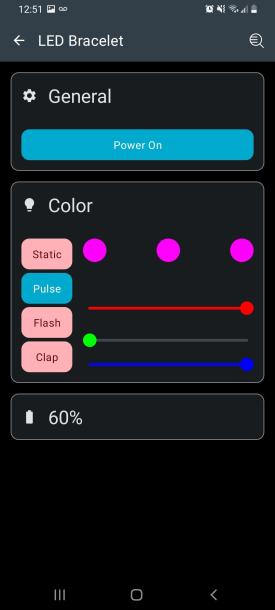 12:51
LED Bracelet
General
Power On
Color
Static
Pulse
Flash
Clap
60%